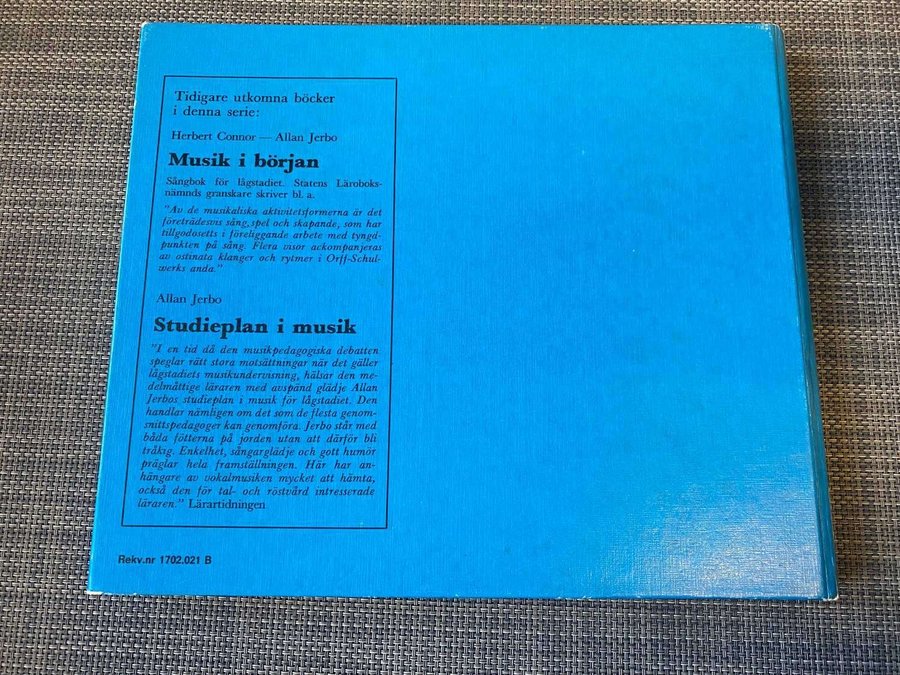 Tidigare utkomna böcker
i denna serie:
Herbert Connor — Allan Jerbo
Musik i början
Sångbok för lågstadiet. Statens Läroboks-
nämnds granskare skriver bl. a.
"Av de musikaliska aktivitetsformerna är det
företrädesvis sång, spel och skapande, som har
tillgodosetts i föreliggande arbete med tyngd-
punkten på sång. Flera visor ackompanjeras
av ostinata klanger och rytmer i Orff-Schul-
werks anda."
Allan Jerbo
Studieplan i musik
"I en tid då den musikpedagogiska debatten
speglar rätt stora motsättningar när det gäller
lågstadiets musikundervisning, hälsar den me-
delmåttige läraren med avspänd glädje Allan
Jerbos studieplan i musik för lågstadiet. Den
handlar nämligen om det som de flesta genom-
snittspedagoger kan genomföra. Jerbo står med
båda fötterna på jorden utan att därför bli
tråkig. Enkelhet, sångarglädje och gott humör
präglar hela framställningen. Här har an-
hängare av vokalmusiken mycket att hämta,
också den för tal- och röstvård intresserade
läraren." Lärartidningen
Rekv.nr 1702.021 B